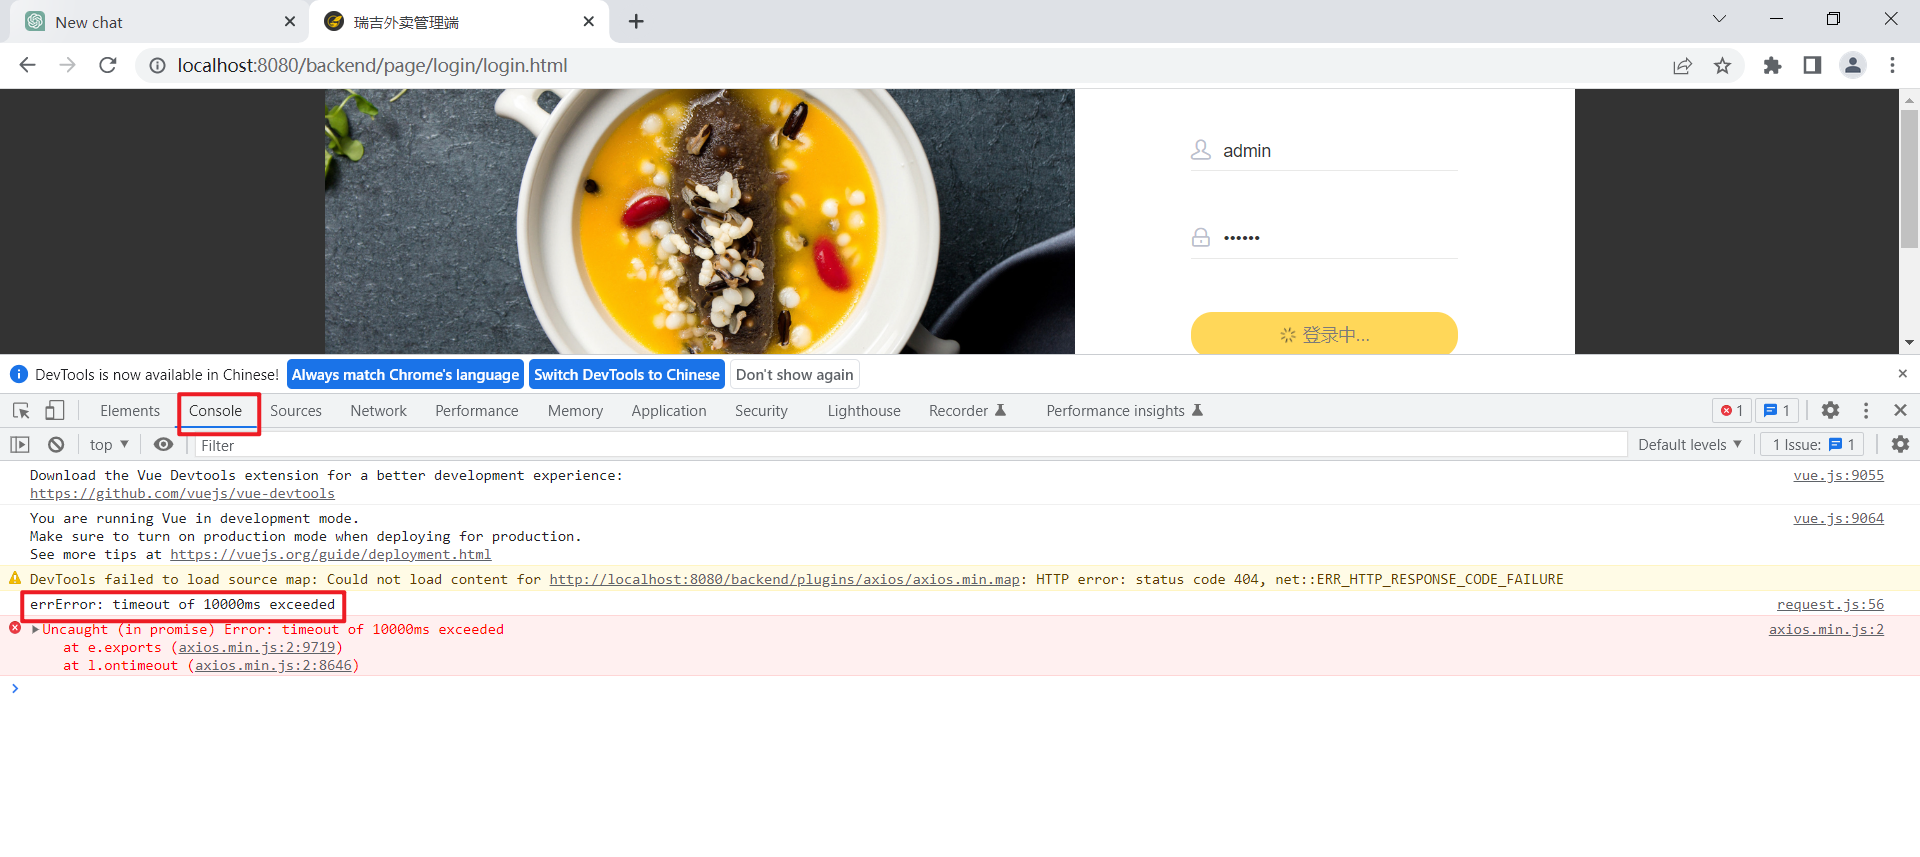 New chat
瑞吉外卖管理端
localhost:8080/backend/page/login/login.html
admin
••••••
登录中...
DevTools is now available in Chinese!
Always match Chrome's language
Switch DevTools to Chinese
Don't show again
Elements
Console
Sources
Network
Performance
Memory
Application
Security
Lighthouse
Recorder
Performance insights
1
1
top
Filter
Default levels
1 Issue: 1
Download the Vue Devtools extension for a better development experience:
vue.js:9055
https://github.com/vuejs/vue-devtools
You are running Vue in development mode.
vue.js:9064
Make sure to turn on production mode when deploying for production.
See more tips at https://vuejs.org/guide/deployment.html
DevTools failed to load source map: Could not load content for http://localhost:8080/backend/plugins/axios/axios.min.map: HTTP error: status code 404, net::ERR_HTTP_RESPONSE_CODE_FAILURE
errError: timeout of 10000ms exceeded
request.js:56
Uncaught (in promise) Error: timeout of 10000ms exceeded
axios.min.js:2
at e.exports (axios.min.js:2:9719)
at l.ontimeout (axios.min.js:2:8646)